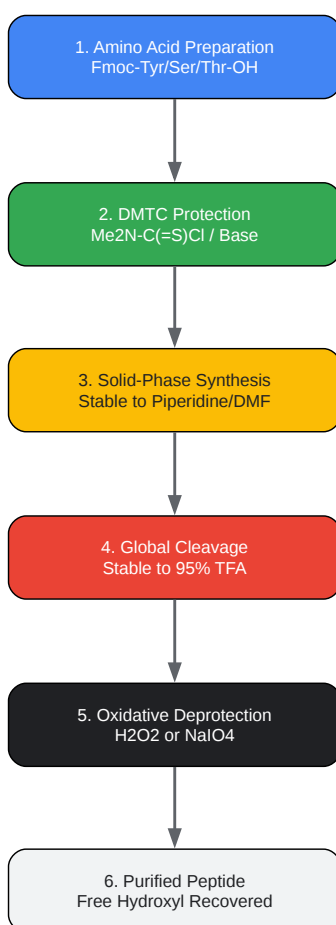 1. Amino Acid Preparation
Fmoc-Tyr/Ser/Thr-OH
2. DMTC Protection
Me2N-C(=S)Cl / Base
3. Solid-Phase Synthesis
Stable to Piperidine/DMF
4. Global Cleavage
Stable to 95% TFA
5. Oxidative Deprotection
H2O2 or NaIO4
6. Purified Peptide
Free Hydroxyl Recovered